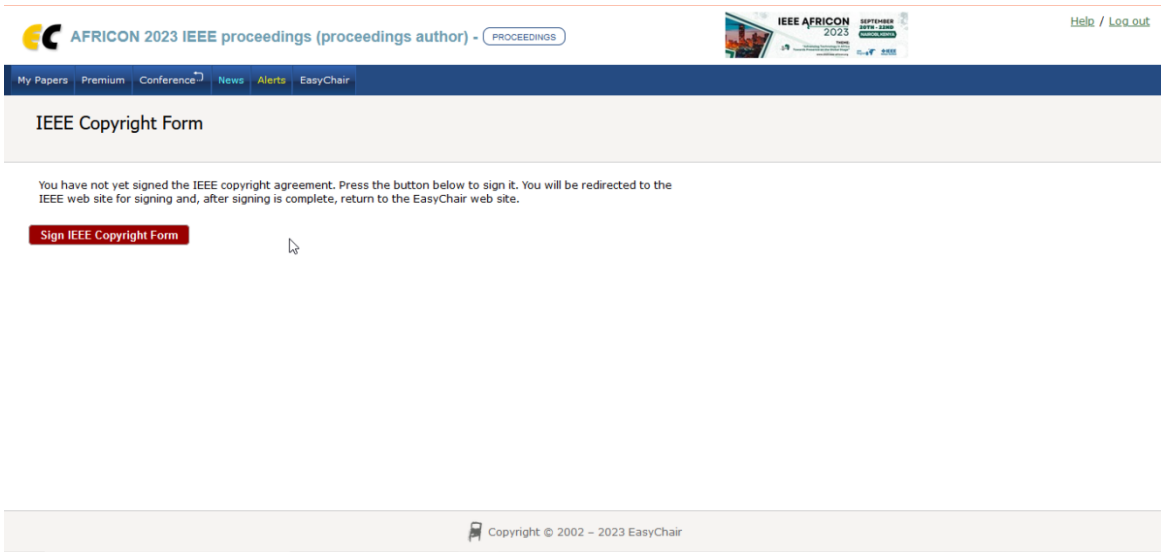 AFRICON 2023 IEEE proceedings (proceedings author) - PROCEEDINGS
IEEE AFRICON
2023
SEPTEMBER
20TH - 22ND
NAIROBI, KENYA
Help / Log out
My Papers Premium Conference News Alerts EasyChair
IEEE Copyright Form
You have not yet signed the IEEE copyright agreement. Press the button below to sign it. You will be redirected to the
IEEE web site for signing and, after signing is complete, return to the EasyChair web site.
Sign IEEE Copyright Form
Copyright © 2002 – 2023 EasyChair